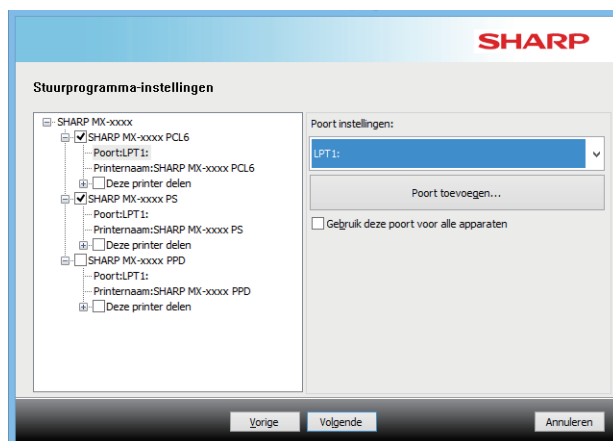 SHARP
Stuurprogramma-instellingen
SHARP MX-xxxx
SHARP MX-xxxx PCL6
Poort:LPT1:
Printernaam:SHARP MX-xxxx PCL6
Deze printer delen
SHARP MX-xxxx PS
Poort:LPT1:
Printernaam:SHARP MX-xxxx PS
Deze printer delen
SHARP MX-xxxx PPD
Poort:LPT1:
Printernaam:SHARP MX-xxxx PPD
Deze printer delen
Poort instellingen:
LPT1:
Poort toevoegen...
Gebruik deze poort voor alle apparaten
Vorige
Volgende
Annuleren